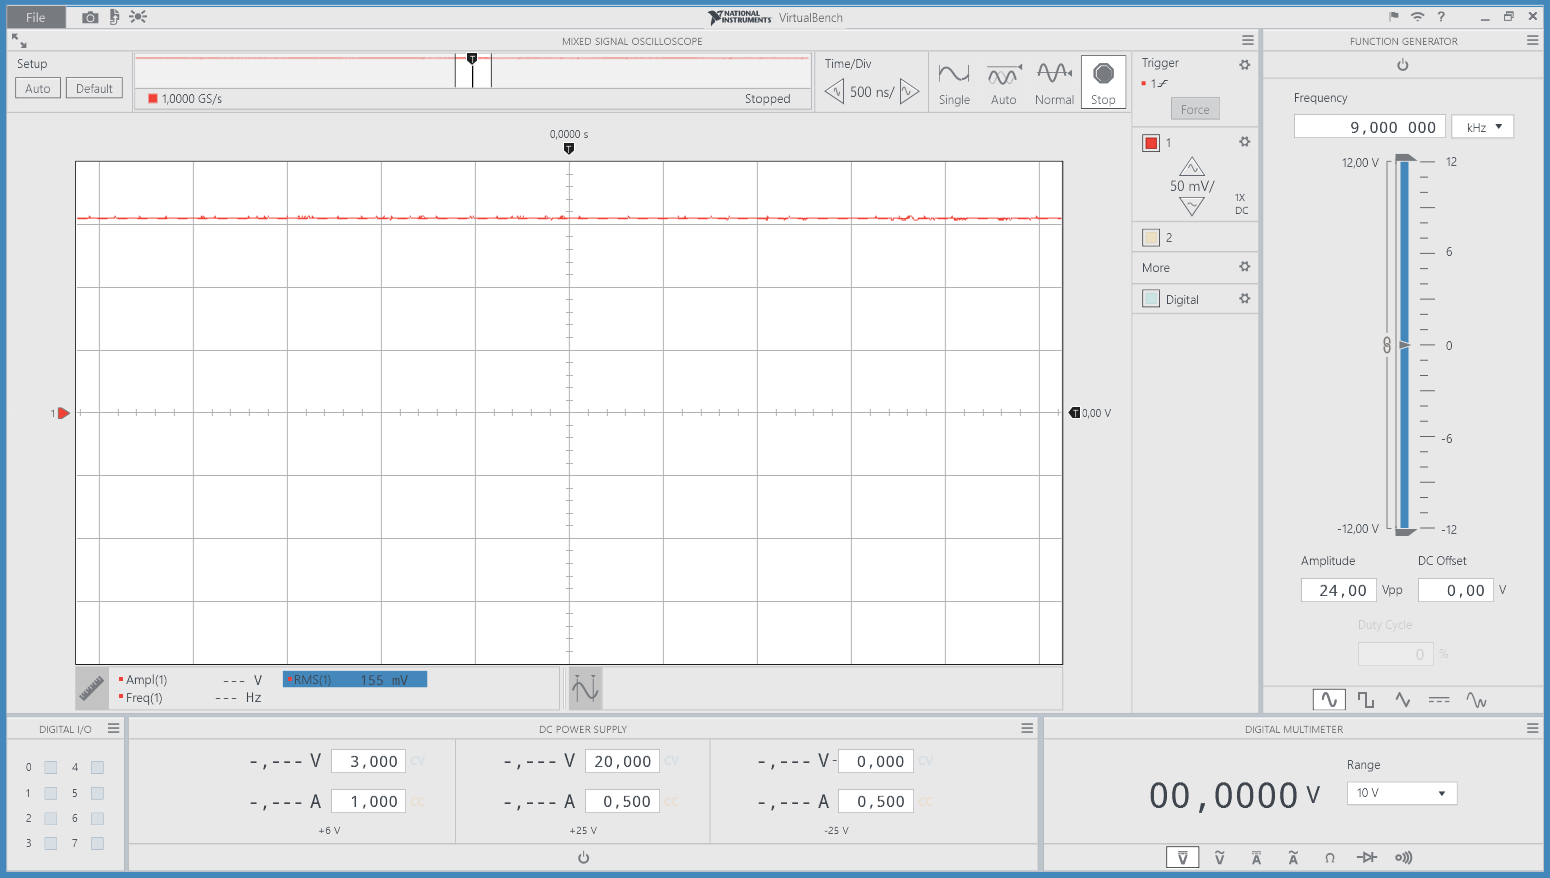 File
NATIONAL INSTRUMENTS VirtualBench
?
MIXED SIGNAL OSCILLOSCOPE
FUNCTION GENERATOR
Setup
Auto Default
T
1,0000 GS/s
Stopped
Time/Div
500 ns/
Single
Auto
Normal
Stop
Trigger
1
Force
0,0000 s
T
1
50 mV/
1X
DC
2
More
Digital
1
T 0,00 V
Frequency
9,000 000 kHz
12,00 V
12
6
0
-6
-12,00 V
-12
Amplitude
DC Offset
24,00 Vpp
0,00 V
Duty Cycle
0 %
Ampl(1) --- V
RMS(1) 155 mV
Freq(1) --- Hz
DIGITAL I/O
0 4
1 5
2 6
3 7
DC POWER SUPPLY
-,--- V 3,000 CV
-,--- A 1,000 CC
+6 V
-,--- V 20,000 CV
-,--- A 0,500 CC
+25 V
-,--- V - 0,000 CV
-,--- A 0,500 CC
-25 V
DIGITAL MULTIMETER
00,0000 V
Range
10 V
V
V
A
A
Ω